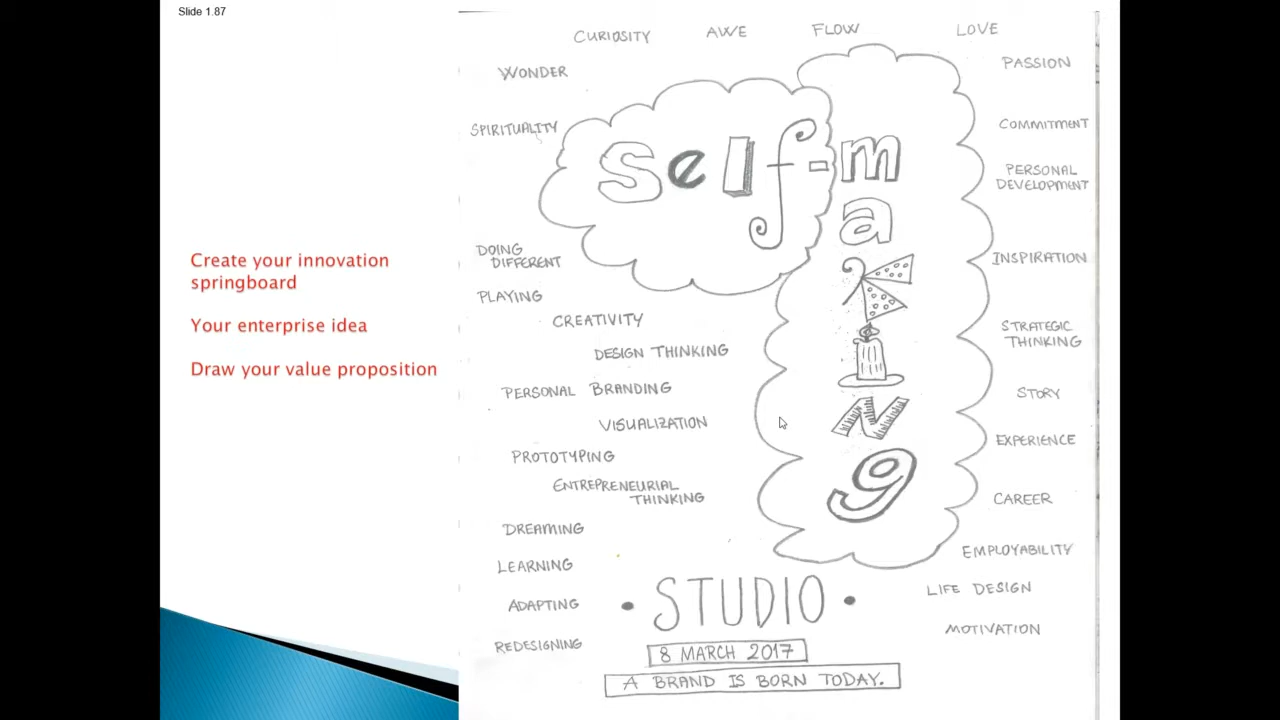 Slide 1.87
CURIOSITY AWE FLOW LOVE
WONDER
SPIRITUALITY
PASSION
COMMITMENT
PERSONAL
DEVELOPMENT
Self-making
Create your innovation
springboard
Your enterprise idea
Draw your value proposition
DOING
DIFFERENT
PLAYING
CREATIVITY
DESIGN THINKING
PERSONAL BRANDING
VISUALIZATION
PROTOTYPING
ENTREPRENEURIAL
THINKING
DREAMING
LEARNING
ADAPTING
REDESIGNING
INSPIRATION
STRATEGIC
THINKING
STORY
EXPERIENCE
CAREER
EMPLOYABILITY
LIFE DESIGN
MOTIVATION
• STUDIO •
8 MARCH 2017
A BRAND IS BORN TODAY.